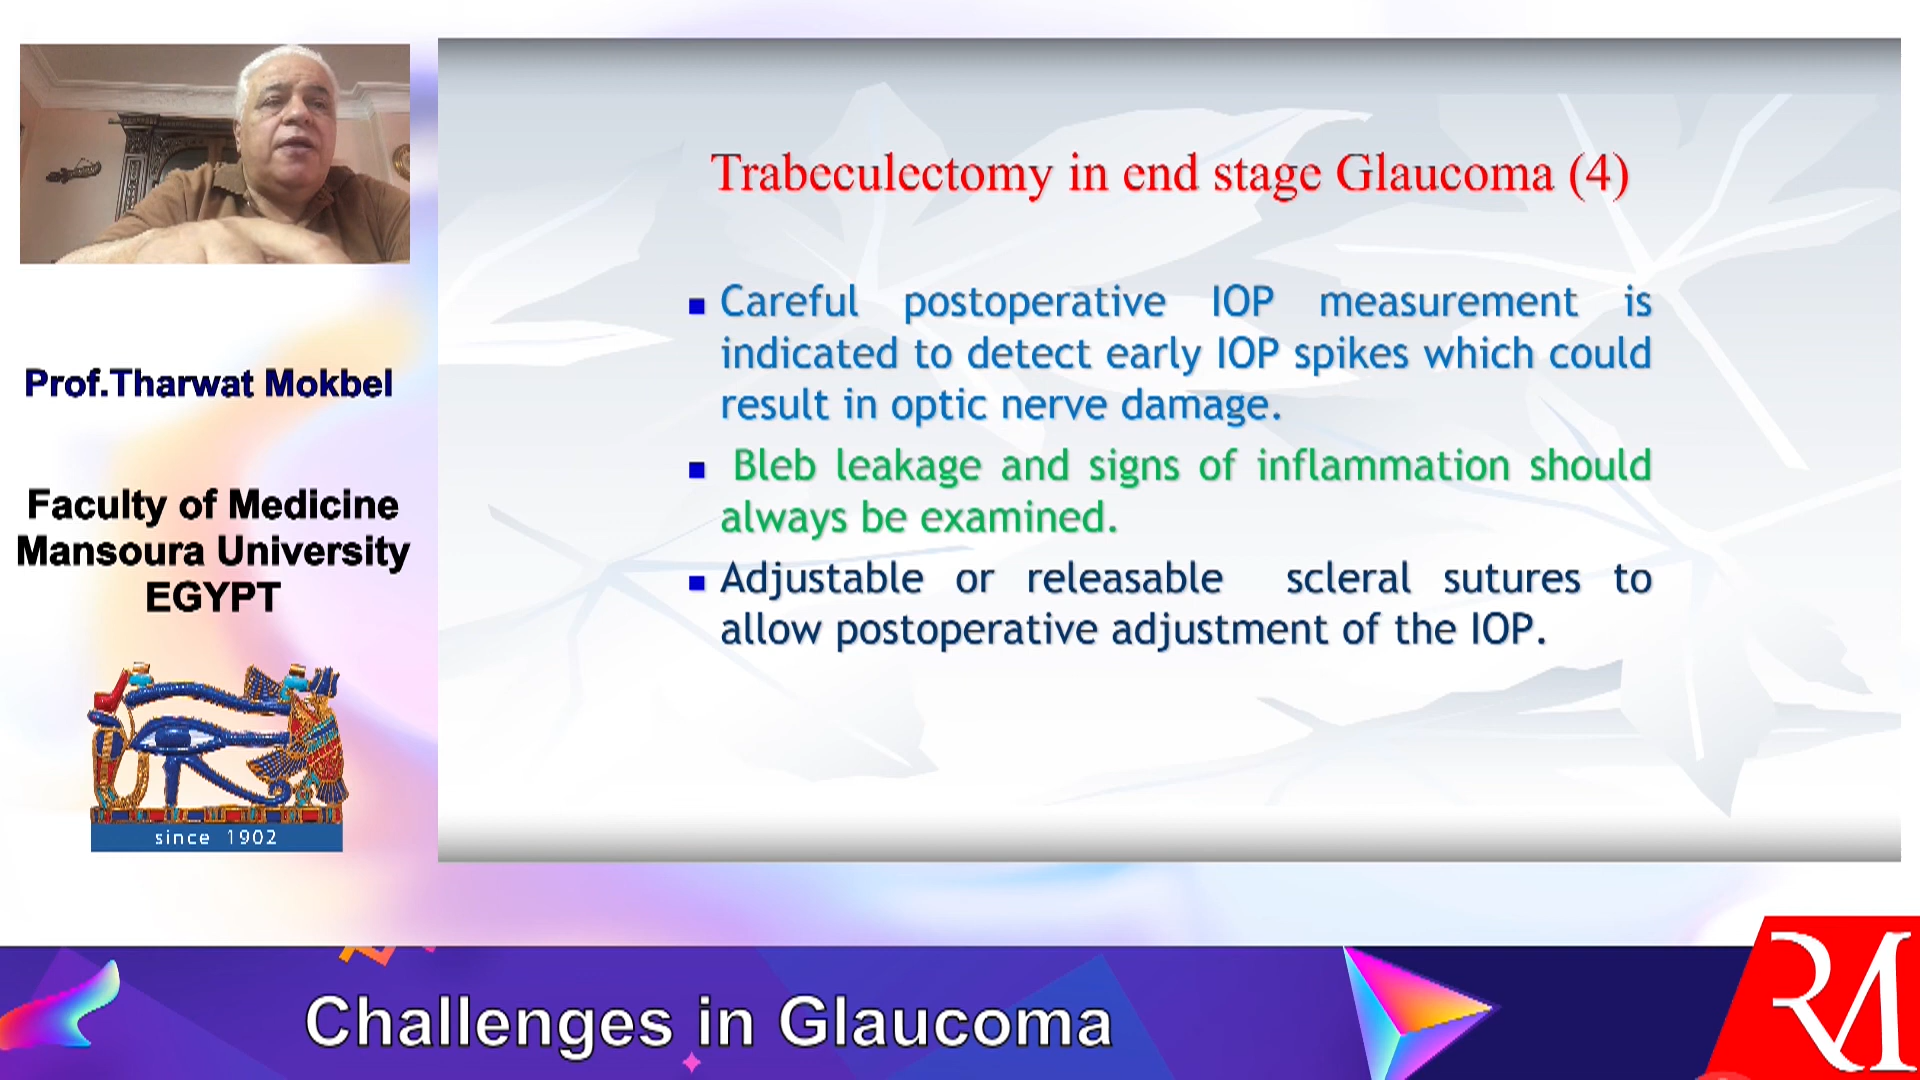 Prof.Tharwat Mokbel
Faculty of Medicine
Mansoura University
EGYPT
since 1902
Trabeculectomy in end stage Glaucoma (4)
Careful postoperative IOP measurement is
indicated to detect early IOP spikes which could
result in optic nerve damage.
Bleb leakage and signs of inflammation should
always be examined.
Adjustable or releasable scleral sutures to
allow postoperative adjustment of the IOP.
Challenges in Glaucoma
RM